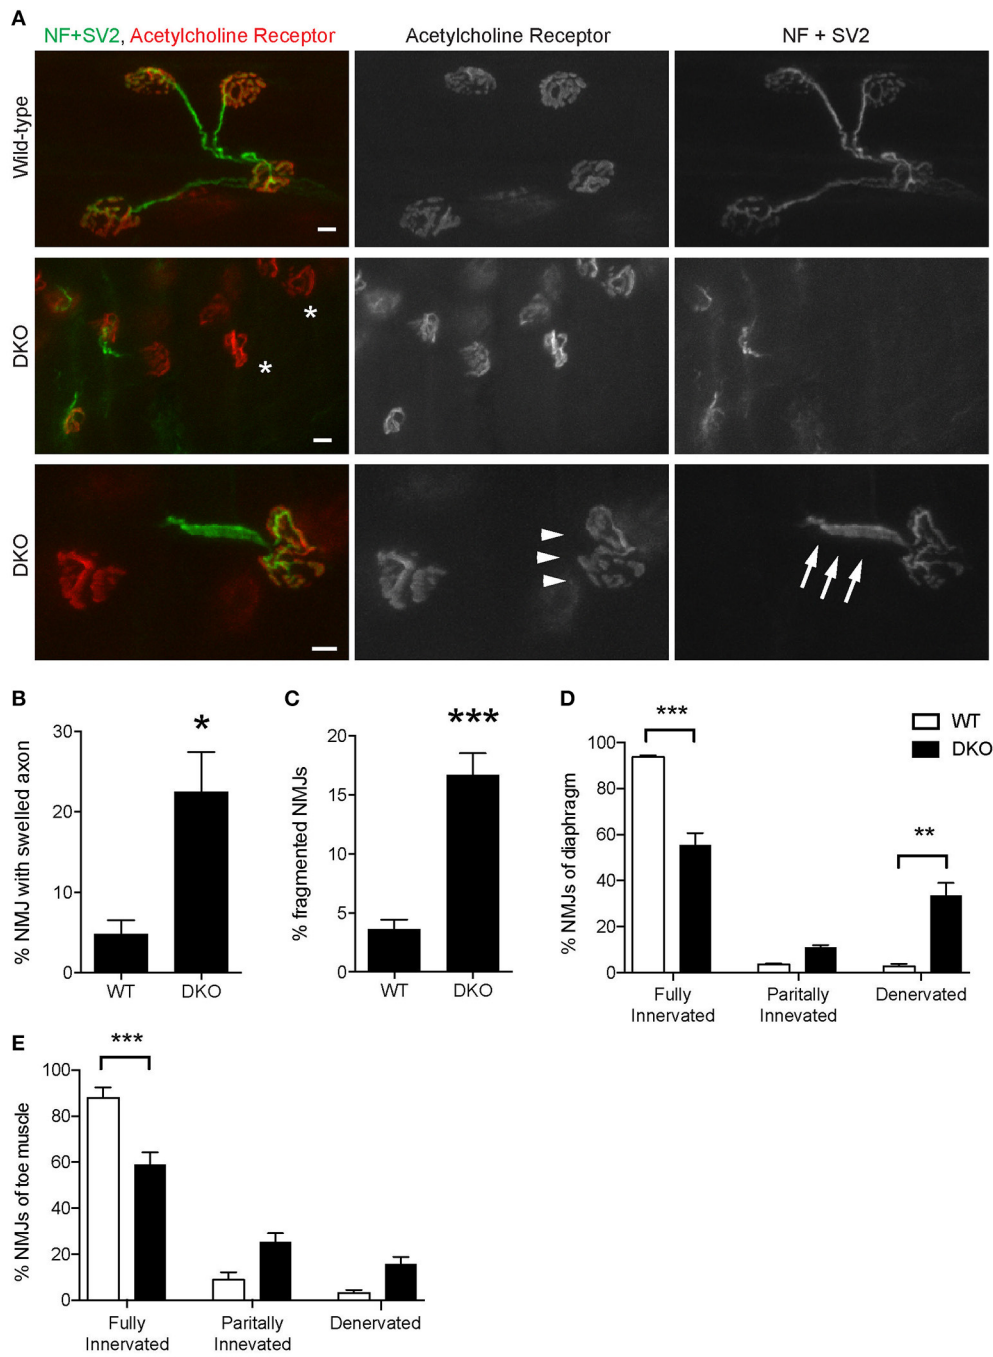 A
NF+SV2, Acetylcholine Receptor
Acetylcholine Receptor
NF + SV2
Wild-type
DKO
*
*
DKO
B
% NMJ with swelled axon
30
20
10
0
*
WT
DKO
C
% fragmented NMJs
20
15
10
5
0
***
WT
DKO
D
WT
DKO
% NMJs of diaphragm
100
80
60
40
20
0
***
**
Fully
Innervated
Paritally
Innevated
Denervated
E
% NMJs of toe muscle
100
80
60
40
20
0
***
Fully
Innervated
Paritally
Innevated
Denervated